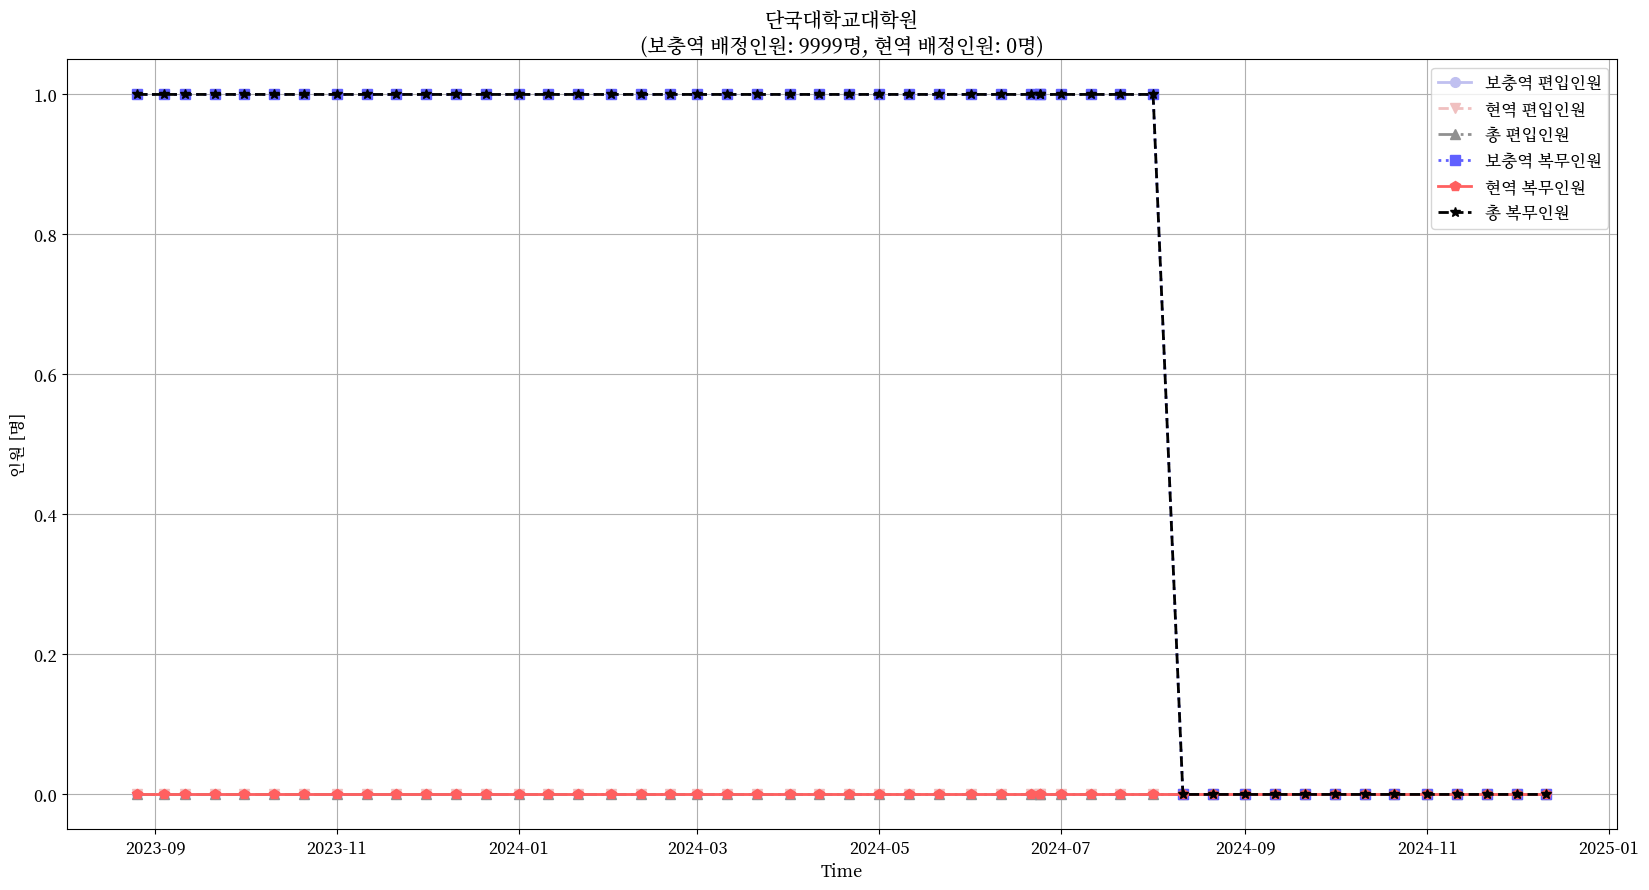 단국대학교대학원
(보충역 배정인원: 9999명, 현역 배정인원: 0명)
보충역 편입인원
현역 편입인원
총 편입인원
보충역 복무인원
현역 복무인원
총 복무인원
1.0
0.8
0.6
0.4
0.2
0.0
인원 [명]
2023-09 2023-11 2024-01 2024-03 2024-05 2024-07 2024-09 2024-11 2025-01
Time